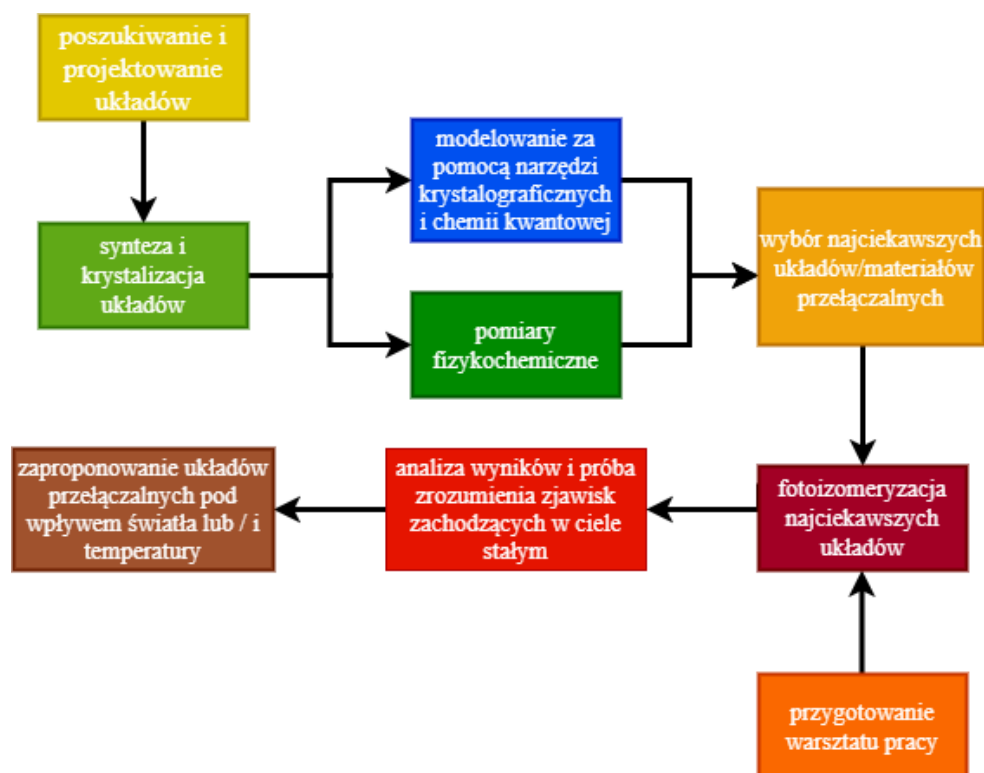 poszukiwanie i
projektowanie
układów
modelowanie za
pomocą narzędzi
krystalograficznych
i chemii kwantowej
synteza i
krystalizacja
układów
pomiary
fizykochemiczne
wybór najciekawszych
układów/materiałów
przełączalnych
zaproponowanie układów
przełączalnych pod
wpływem światła lub / i
temperatury
analiza wyników i próba
zrozumienia zjawisk
zachodzących w ciele
stałym
fotoizomeryzacja
najciekawszych
układów
przygotowanie
warsztatu pracy